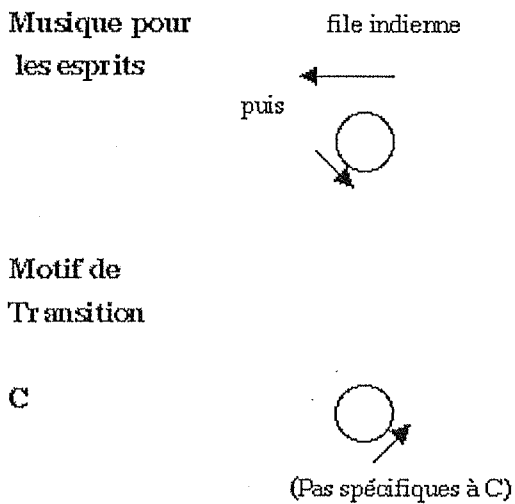 Musique pour
les esprits
file indienne
puis
Motif de
Transition
C
(Pas spécifiques à C)